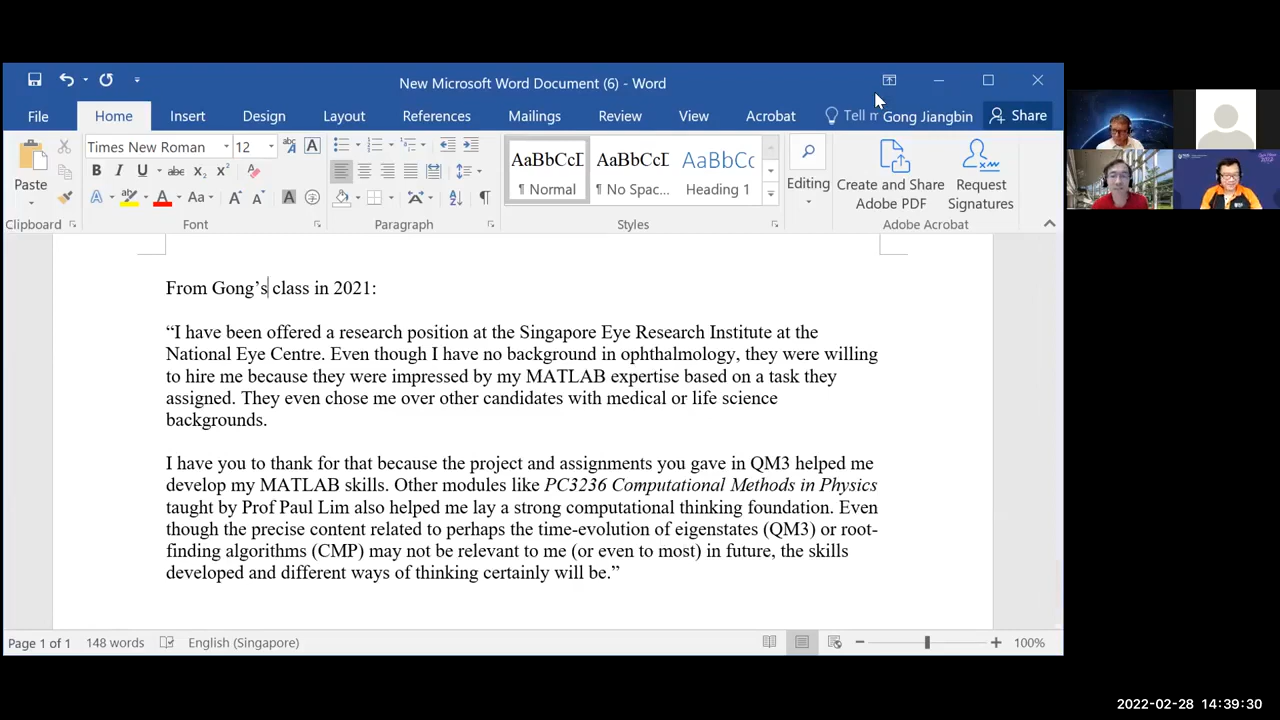 New Microsoft Word Document (6) - Word
File Home Insert Design Layout References Mailings Review View Acrobat Tell m Gong Jiangbin Share
Paste
Clipboard
Times New Roman 12
B I U abc X₂ X²
Aa
Font
Paragraph
AaBbCcD AaBbCcD AaBbCc
¶ Normal ¶ No Spac... Heading 1
Styles
Editing
Create and Share Adobe PDF
Request Signatures
Adobe Acrobat
From Gong’s class in 2021:
“I have been offered a research position at the Singapore Eye Research Institute at the
National Eye Centre. Even though I have no background in ophthalmology, they were willing
to hire me because they were impressed by my MATLAB expertise based on a task they
assigned. They even chose me over other candidates with medical or life science
backgrounds.
I have you to thank for that because the project and assignments you gave in QM3 helped me
develop my MATLAB skills. Other modules like PC3236 Computational Methods in Physics
taught by Prof Paul Lim also helped me lay a strong computational thinking foundation. Even
though the precise content related to perhaps the time-evolution of eigenstates (QM3) or root-
finding algorithms (CMP) may not be relevant to me (or even to most) in future, the skills
developed and different ways of thinking certainly will be.”
Page 1 of 1 148 words English (Singapore) 100%
2022-02-28 14:39:30